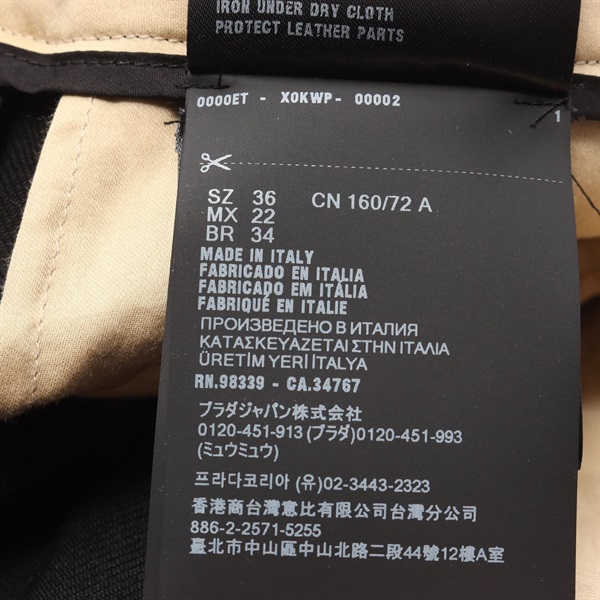 IRON UNDER DRY CLOTH
PROTECT LEATHER PARTS
0000ET - X0KWP- 00002
1
SZ 36 CN 160/72 A
MX 22
BR 34
MADE IN ITALY
FABRICADO EN ITALIA
FABRICADO EM ITÁLIA
FABRIQUÉ EN ITALIE
ПРОИЗВЕДЕНО В ИТАЛИЯ
ΚΑΤΑΣΚΕΥΑΖΕΤΑΙ ΣΤΗΝ ΙΤΑΛΙΑ
ÜRETİM YERİ İTALYA
RN.98339 - CA.34767
プラダジャパン株式会社
0120-451-913 (プラダ)0120-451-993
(ミュウミュウ)
프라다코리아 (유)02-3443-2323
香港商台灣意比有限公司台灣分公司
886-2-2571-5255
臺北市中山區中山北路二段44號12樓A室